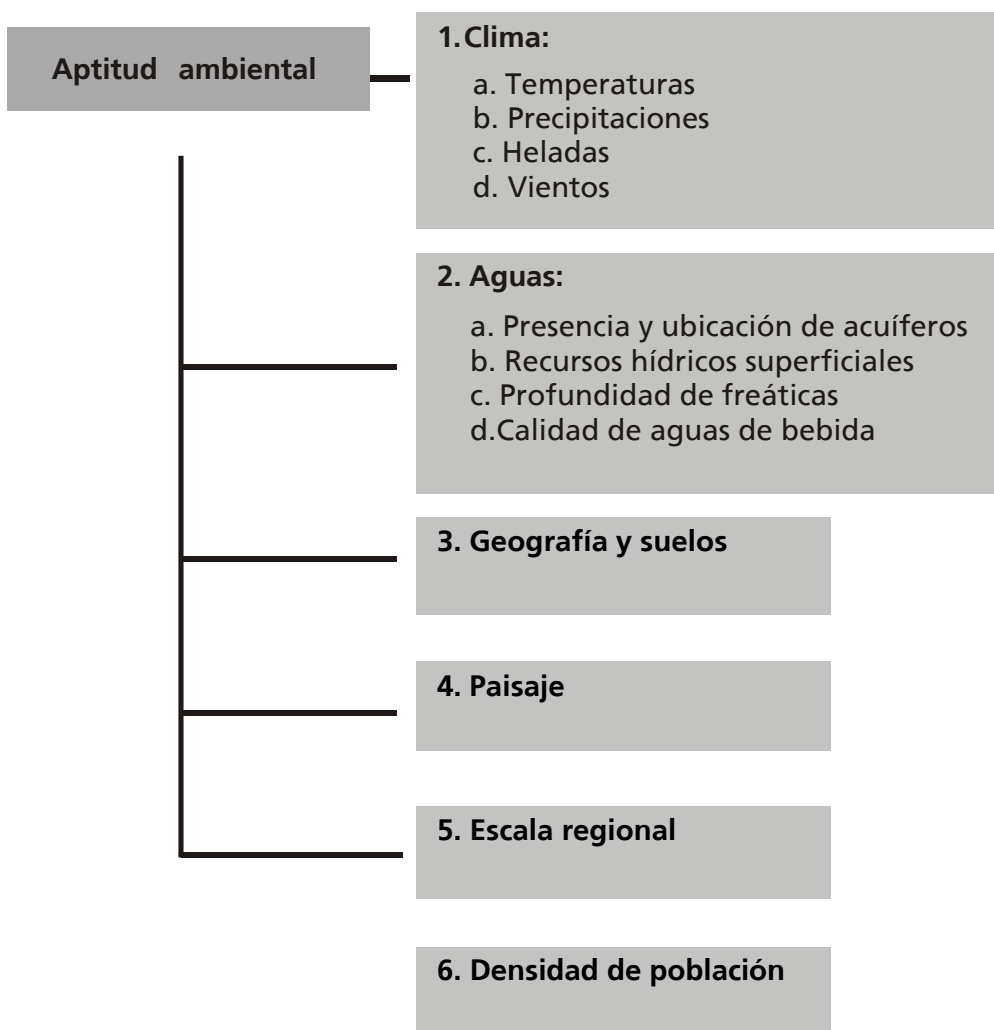 Aptitud ambiental
1.Clima:
a. Temperaturas
b. Precipitaciones
c. Heladas
d. Vientos
2. Aguas:
a. Presencia y ubicación de acuíferos
b. Recursos hídricos superficiales
c. Profundidad de freáticas
d.Calidad de aguas de bebida
3. Geografía y suelos
4. Paisaje
5. Escala regional
6. Densidad de población